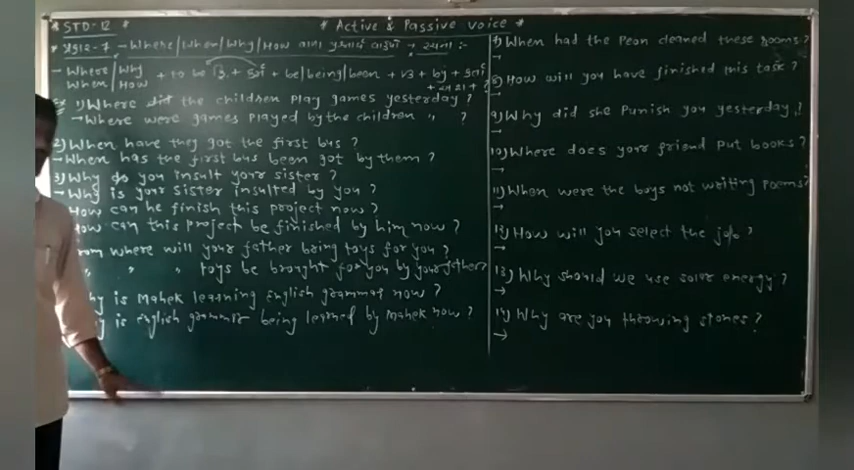 * STD-12 *
* Active & Passive voice *
* પ્રકાર-7 - Where/When/Why/How વાળા પ્રશ્નાર્થ વાક્યો - રચના :-
- Where/Why
When/How + to be + કર્તા + be/being/been + V3 + by + કર્તા
Ex 1) Where did the children play games yesterday ?
- Where were games played by the children " ?
2) When have they got the first bus ?
- When has the first bus been got by them ?
3) Why do you insult your sister ?
- Why is your sister insulted by you ?
How can he finish this project now ?
How can this project be finished by him now ?
From where will your father bring toys for you ?
" " " toys be brought for you by your father?
is Mahek learning English grammar now ?
is English grammar being learned by Mahek now ?
7) When had the Peon cleaned these rooms ?
→
8) How will you have finished this task ?
→
9) Why did she Punish you yesterday ?
→
10) Where does your friend put books ?
→
11) When were the boys not writing Poems?
→
12) How will you select the job ?
→
13) Why should we use solar energy ?
→
14) Why are you throwing stones ?
→